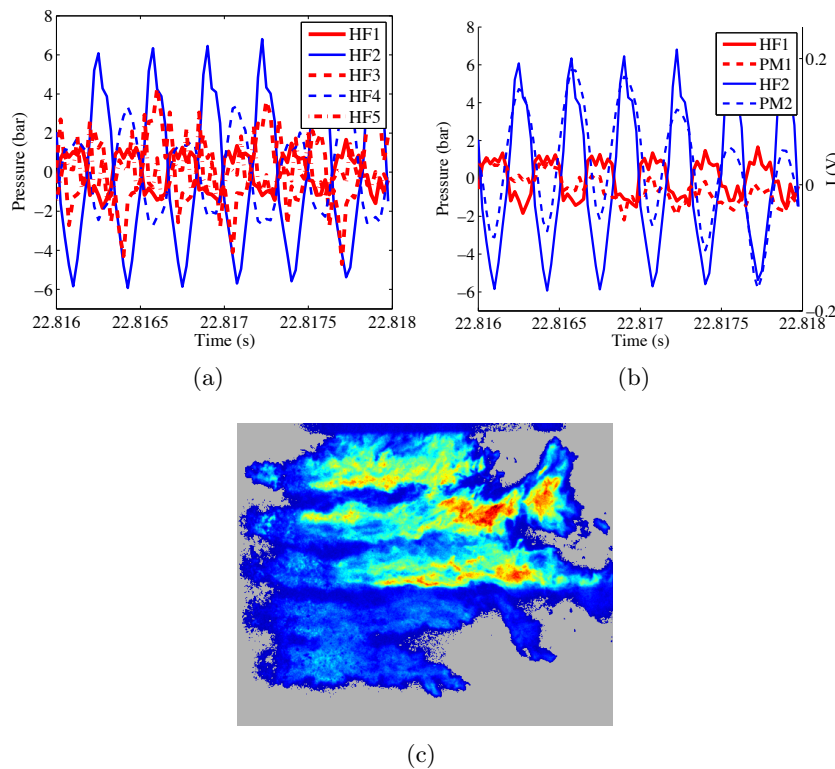 8
6
4
2
0
−2
−4
−6
Pressure (bar)
22.816 22.8165 22.817 22.8175 22.818
Time (s)
HF1
HF2
HF3
HF4
HF5
(a)
8
6
4
2
0
−2
−4
−6
Pressure (bar)
22.816 22.8165 22.817 22.8175 22.818
Time (s)
HF1
PM1
HF2
PM2
0.2
0
−0.2
(b)
(c)